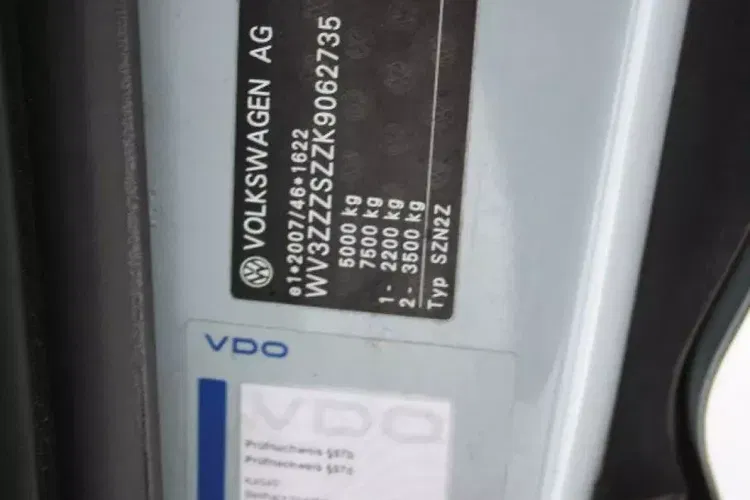 VOLKSWAGEN AG
e1*2007/46*1622
WV3ZZZSZZK9062735
5000 kg
7500 kg
1- 2200 kg
2- 3500 kg
Typ SZN2Z
VDO
VDO
Prüfnachweis §57b
Prüfnachweis §57d